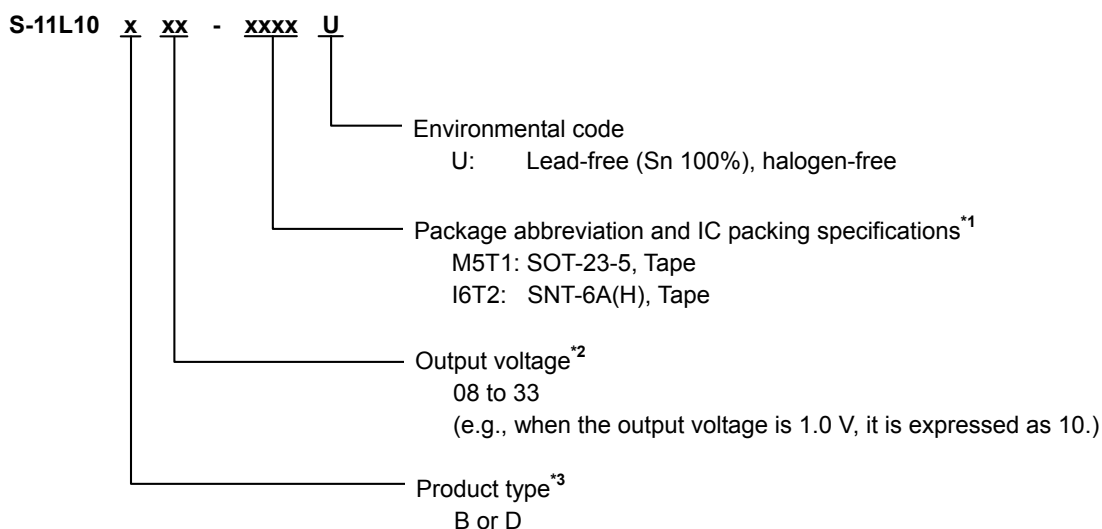 S-11L10 x xx - xxxx U
Environmental code
U: Lead-free (Sn 100%), halogen-free
Package abbreviation and IC packing specifications*1
M5T1: SOT-23-5, Tape
I6T2: SNT-6A(H), Tape
Output voltage*2
08 to 33
(e.g., when the output voltage is 1.0 V, it is expressed as 10.)
Product type*3
B or D